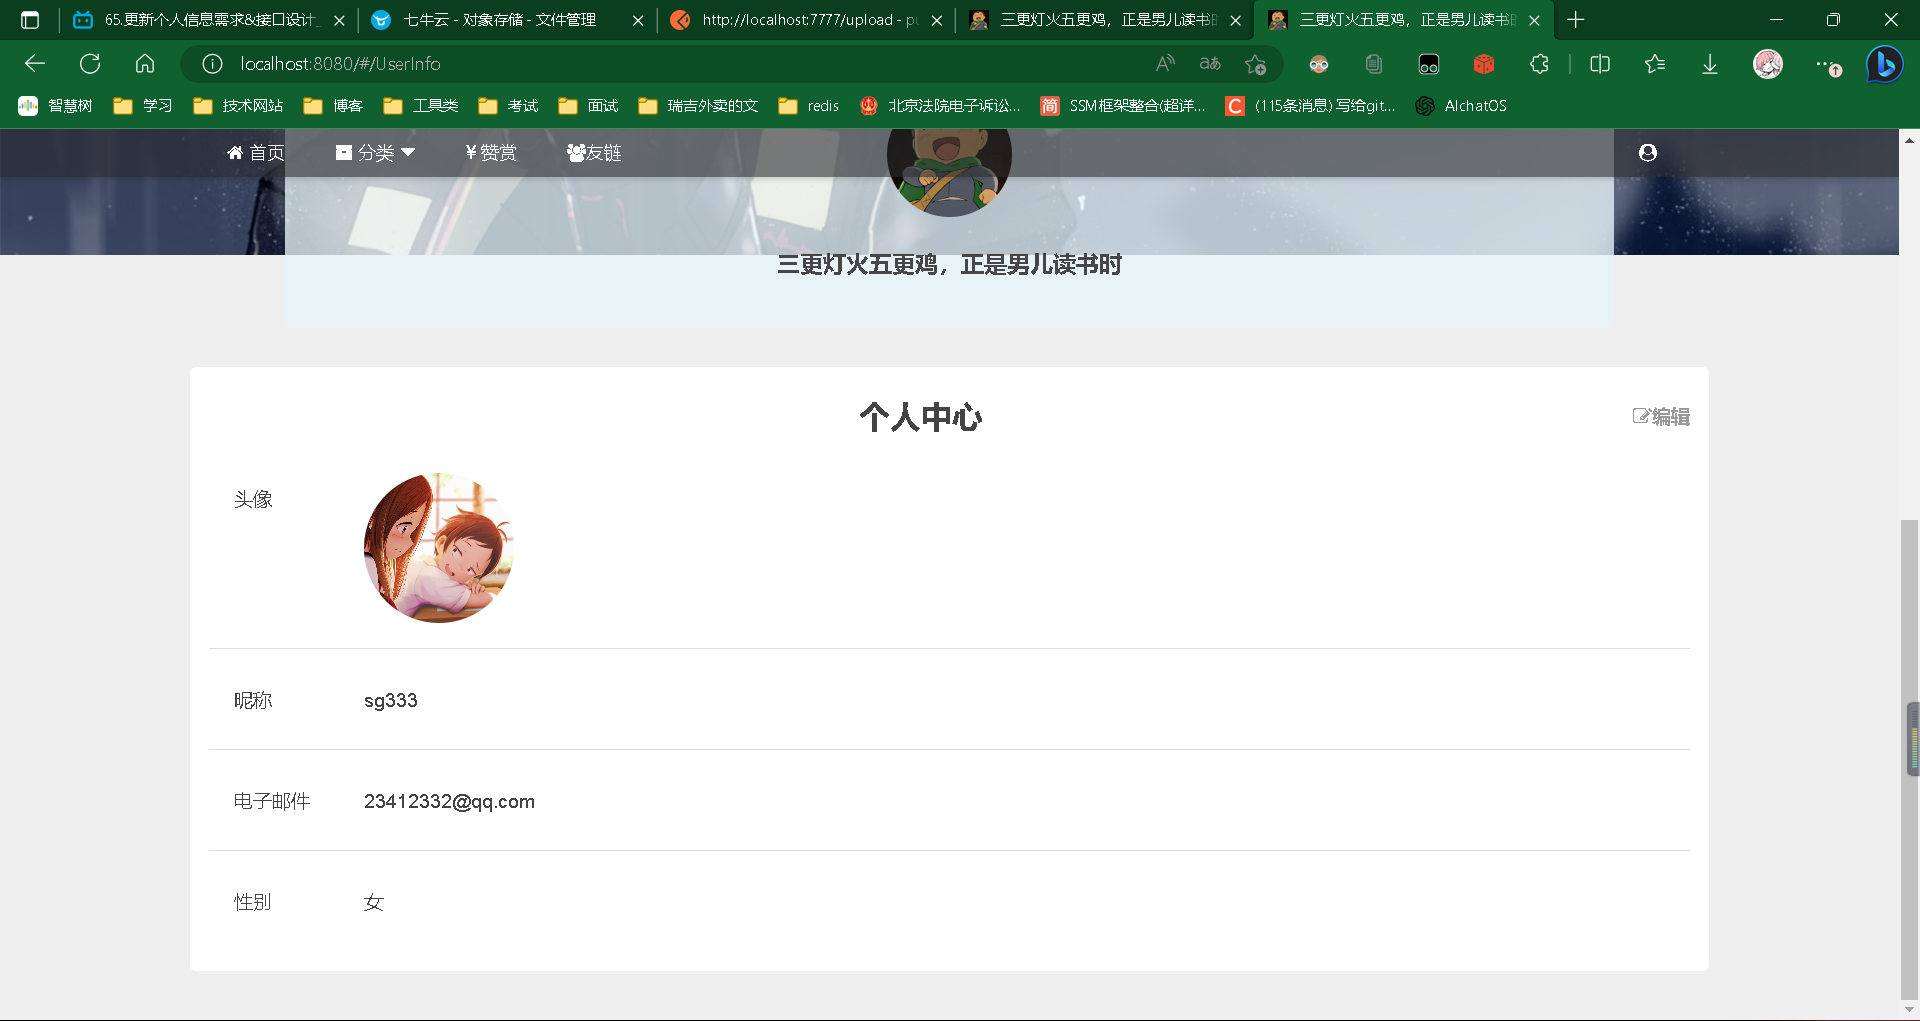 65.更新个人信息需求&接口设计_
七牛云 - 对象存储 - 文件管理
http://localhost:7777/upload - pu
三更灯火五更鸡，正是男儿读书时
三更灯火五更鸡，正是男儿读书时
localhost:8080/#/UserInfo
智慧树
学习
技术网站
博客
工具类
考试
面试
瑞吉外卖的文
redis
北京法院电子诉讼...
SSM框架整合(超详...
(115条消息) 写给git...
AIchatOS
首页
分类
¥ 赞赏
友链
三更灯火五更鸡，正是男儿读书时
个人中心
编辑
头像
昵称 sg333
电子邮件 23412332@qq.com
性别 女